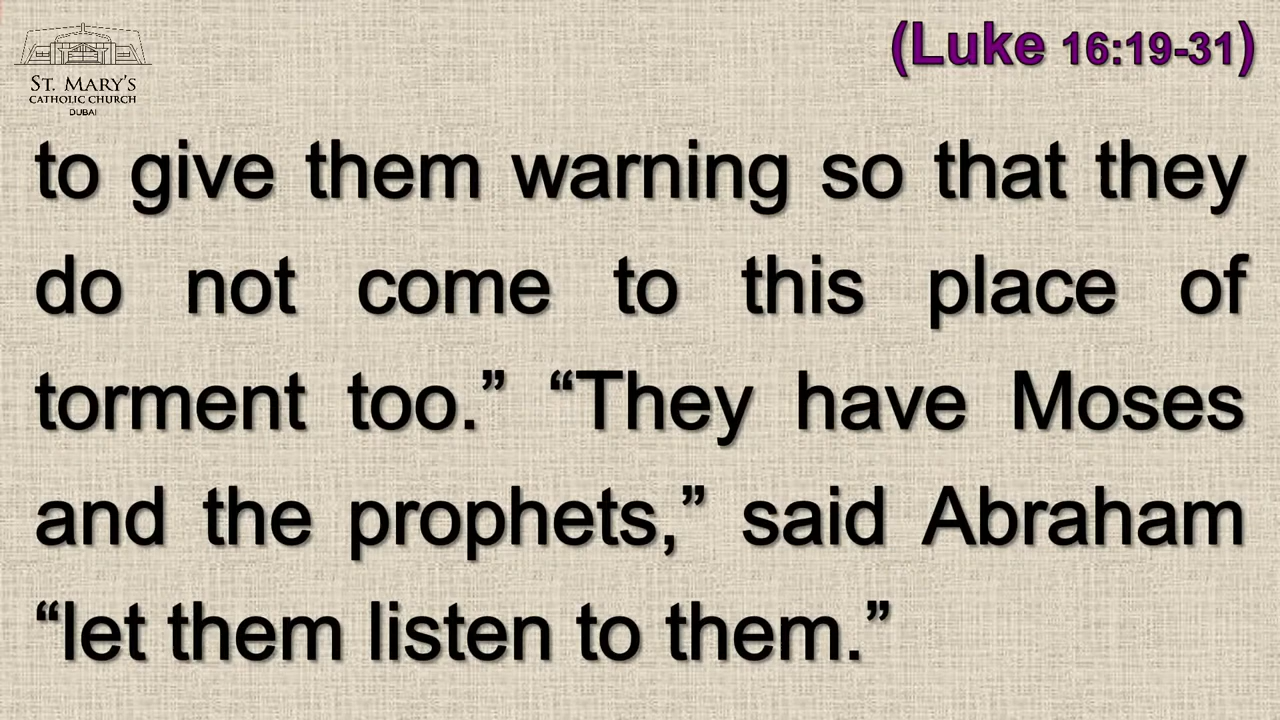 (Luke 16:19-31)
ST. MARY'S
CATHOLIC CHURCH
DUBAI
to give them warning so that they
do not come to this place of
torment too.” “They have Moses
and the prophets,” said Abraham
“let them listen to them.”